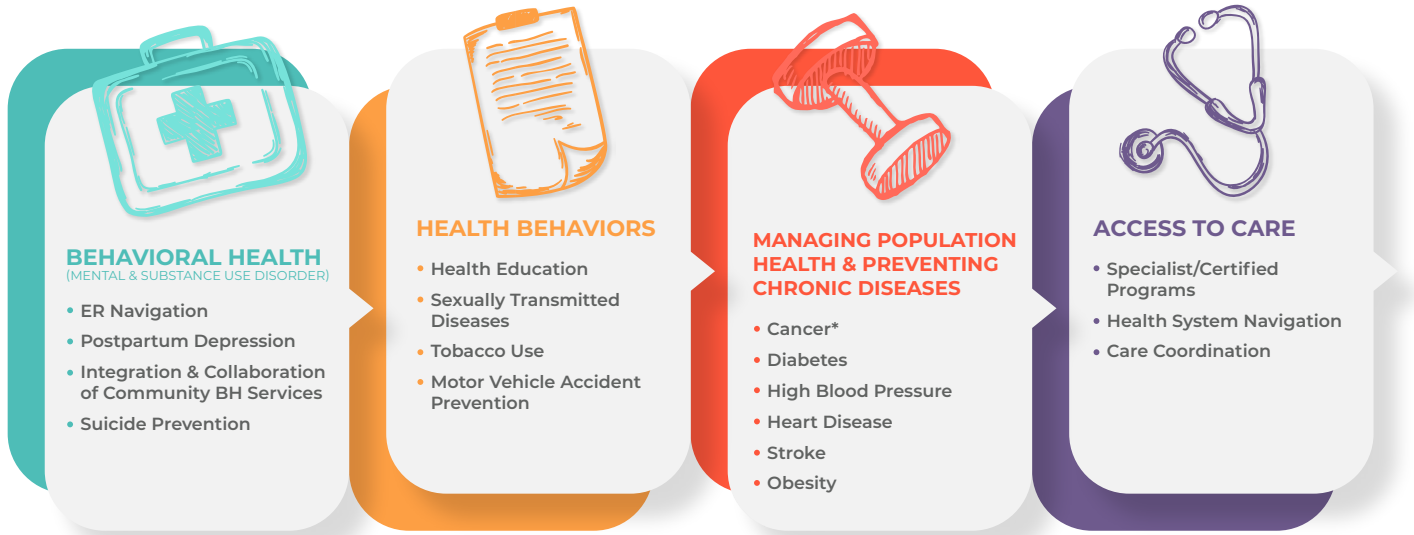 BEHAVIORAL HEALTH
(MENTAL & SUBSTANCE USE DISORDER)
• ER Navigation
• Postpartum Depression
• Integration & Collaboration
of Community BH Services
• Suicide Prevention
HEALTH BEHAVIORS
• Health Education
• Sexually Transmitted
Diseases
• Tobacco Use
• Motor Vehicle Accident
Prevention
MANAGING POPULATION
HEALTH & PREVENTING
CHRONIC DISEASES
• Cancer*
• Diabetes
• High Blood Pressure
• Heart Disease
• Stroke
• Obesity
ACCESS TO CARE
• Specialist/Certified
Programs
• Health System Navigation
• Care Coordination